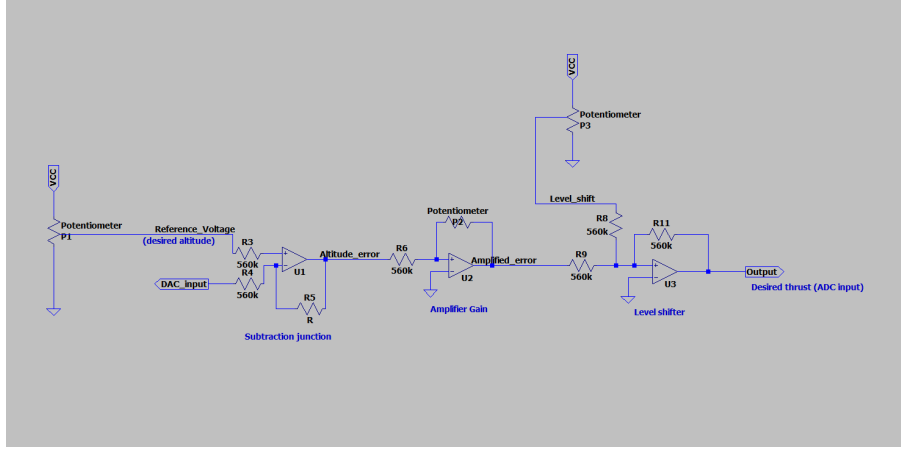 VCC
Potentiometer
P3
VCC
Level_shift
Potentiometer
P1
Reference_Voltage
(desired altitude)
Potentiometer
P2
R8
560k
R11
560k
R3
560k
+
-
U1
Altitude_error
R6
560k
+
-
U2
Amplified_error
R9
560k
+
-
U3
Output
Desired thrust (ADC input)
DAC_input
R4
560k
R5
R
Amplifier Gain
Level shifter
Subtraction junction